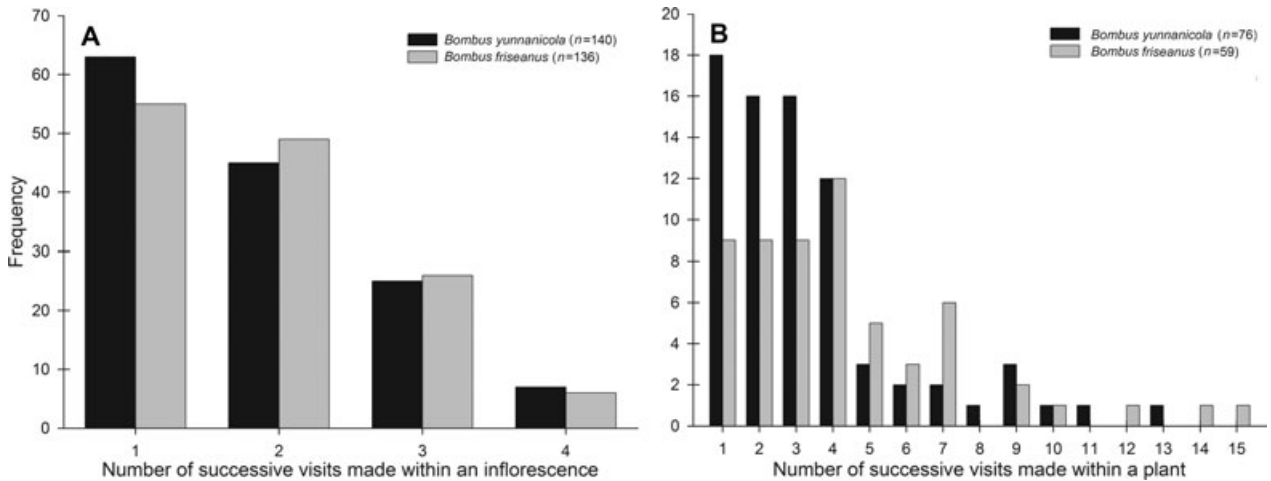 A
Bombus yunnanicola (n=140)
Bombus friseanus (n=136)
Frequency
70
60
50
40
30
20
10
0
1 2 3 4
Number of successive visits made within an inflorescence
B
Bombus yunnanicola (n=76)
Bombus friseanus (n=59)
20
18
16
14
12
10
8
6
4
2
0
1 2 3 4 5 6 7 8 9 10 11 12 13 14 15
Number of successive visits made within a plant